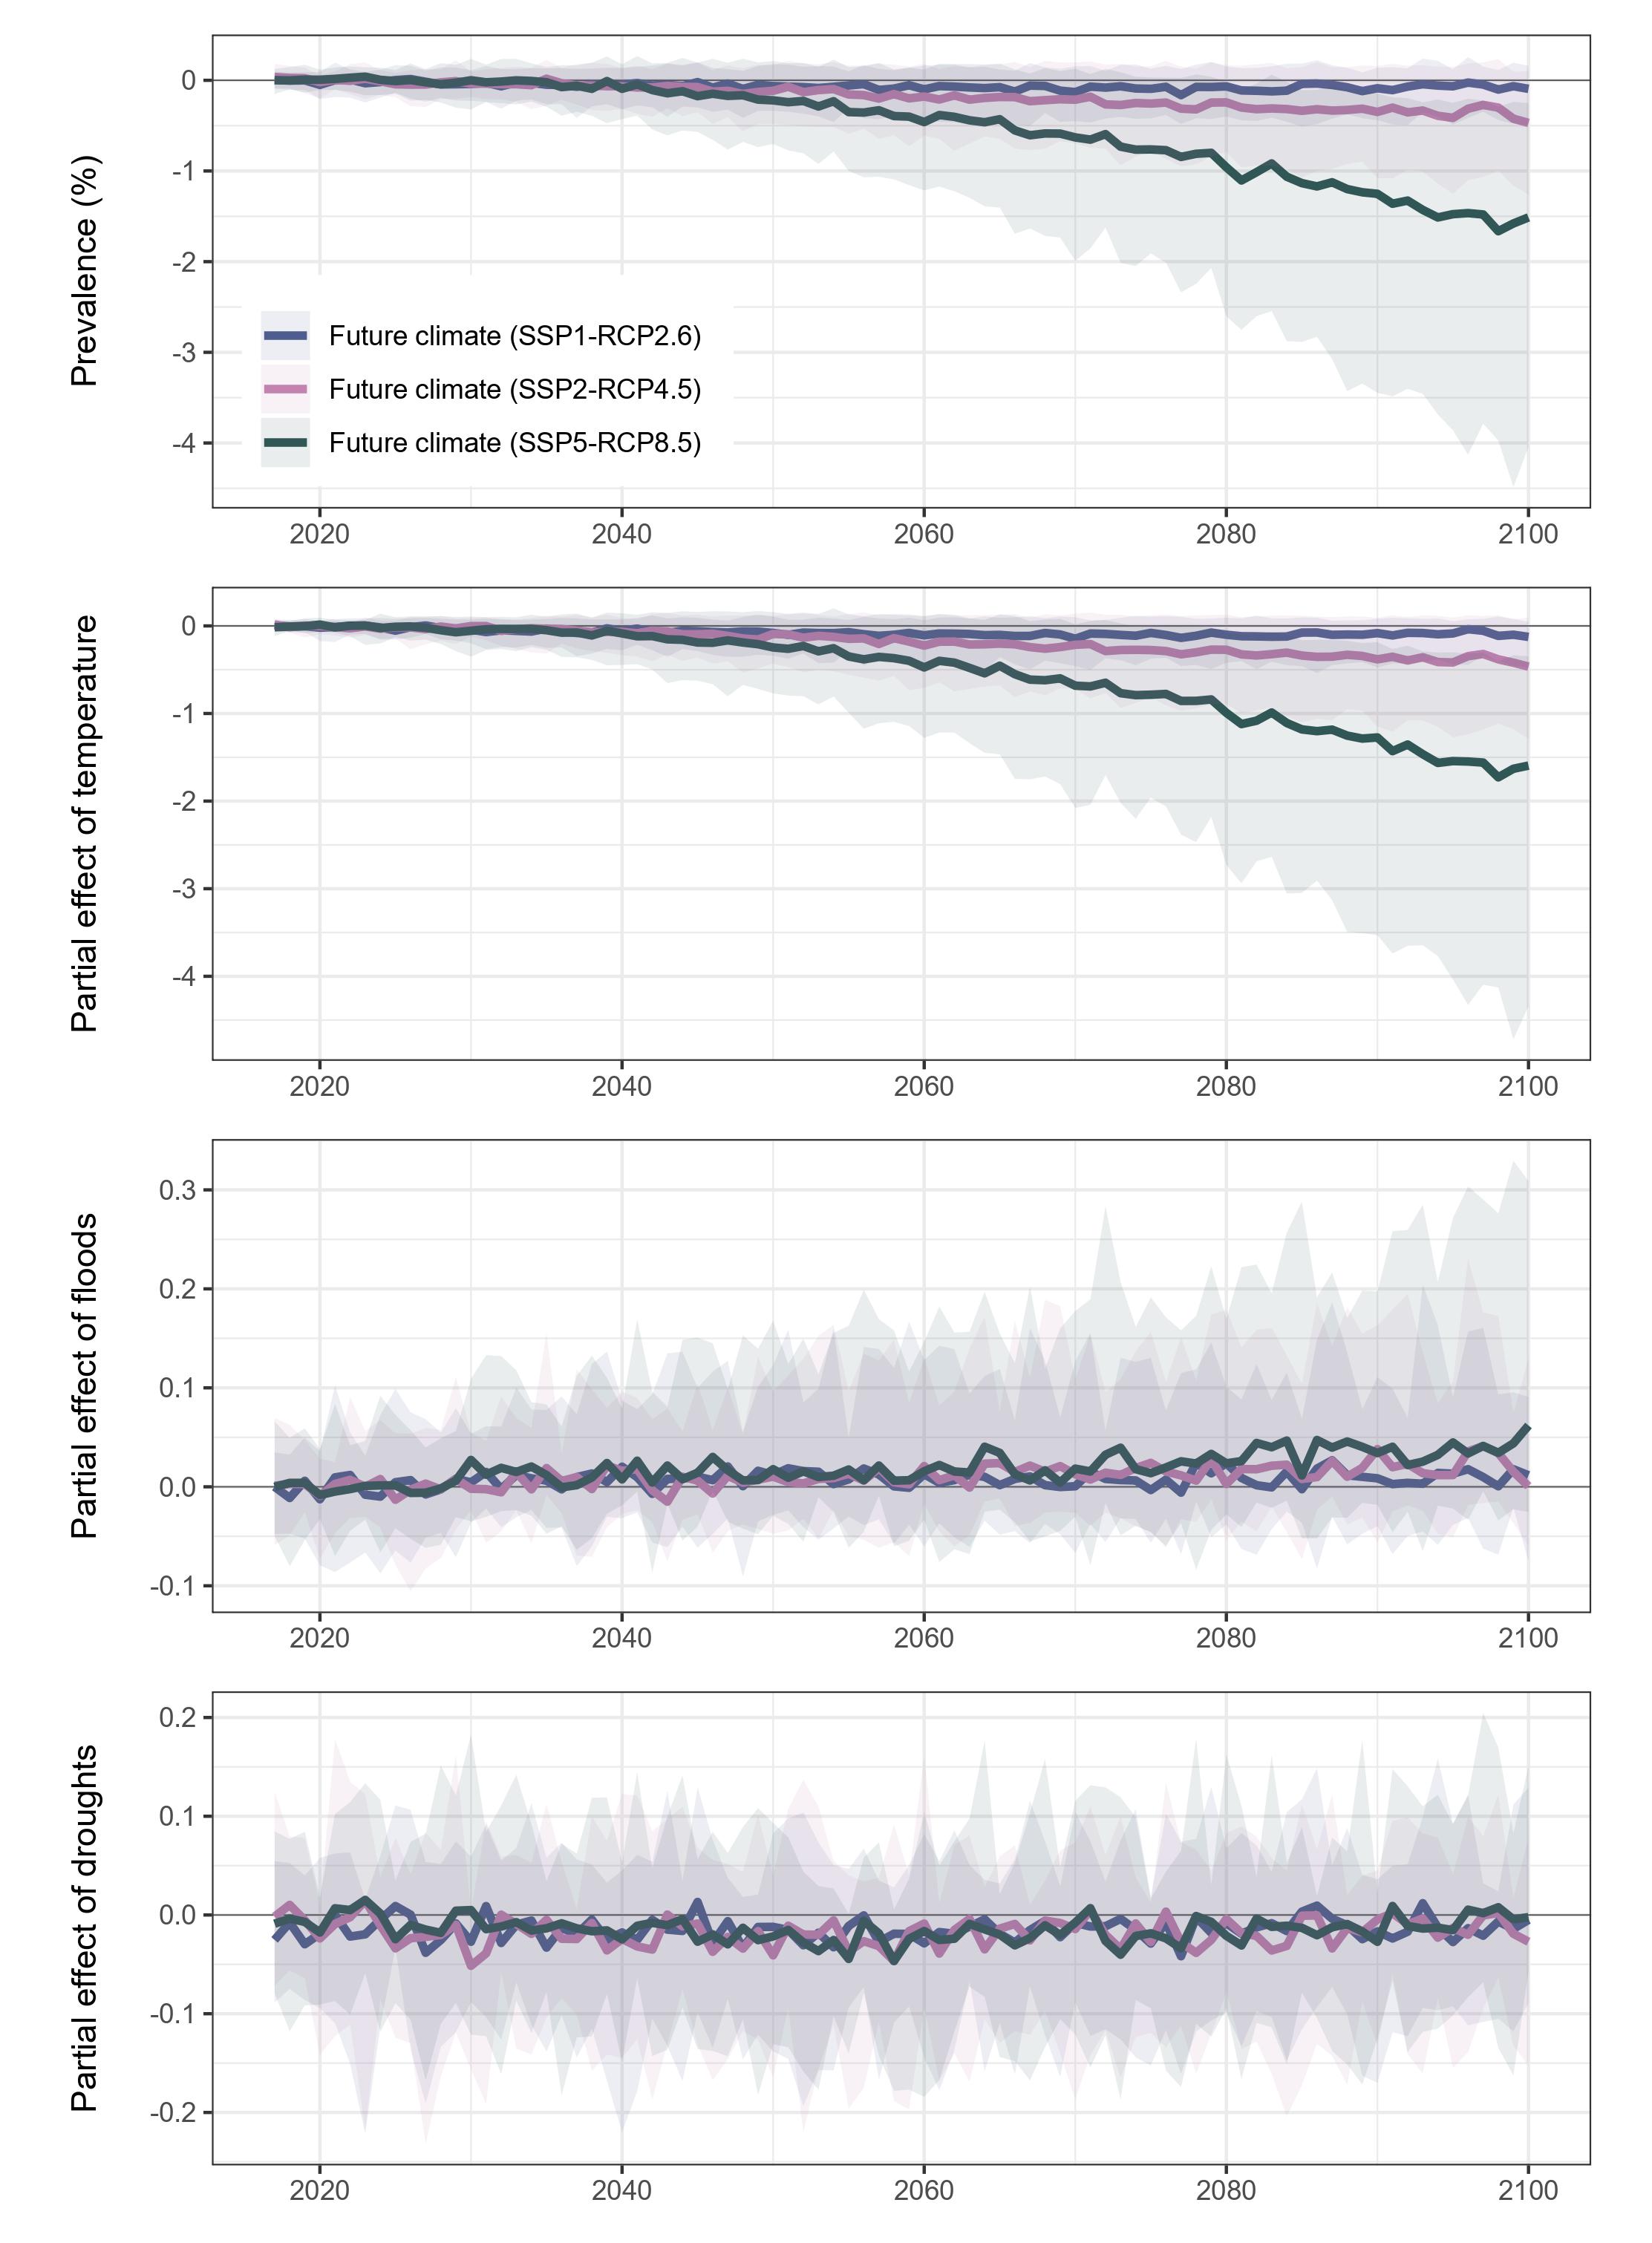 Prevalence (%)
0
-1
-2
-3
-4
Future climate (SSP1-RCP2.6)
Future climate (SSP2-RCP4.5)
Future climate (SSP5-RCP8.5)
2020 2040 2060 2080 2100
Partial effect of temperature
0
-1
-2
-3
-4
2020 2040 2060 2080 2100
Partial effect of floods
0.3
0.2
0.1
0.0
-0.1
2020 2040 2060 2080 2100
Partial effect of droughts
0.2
0.1
0.0
-0.1
-0.2
2020 2040 2060 2080 2100